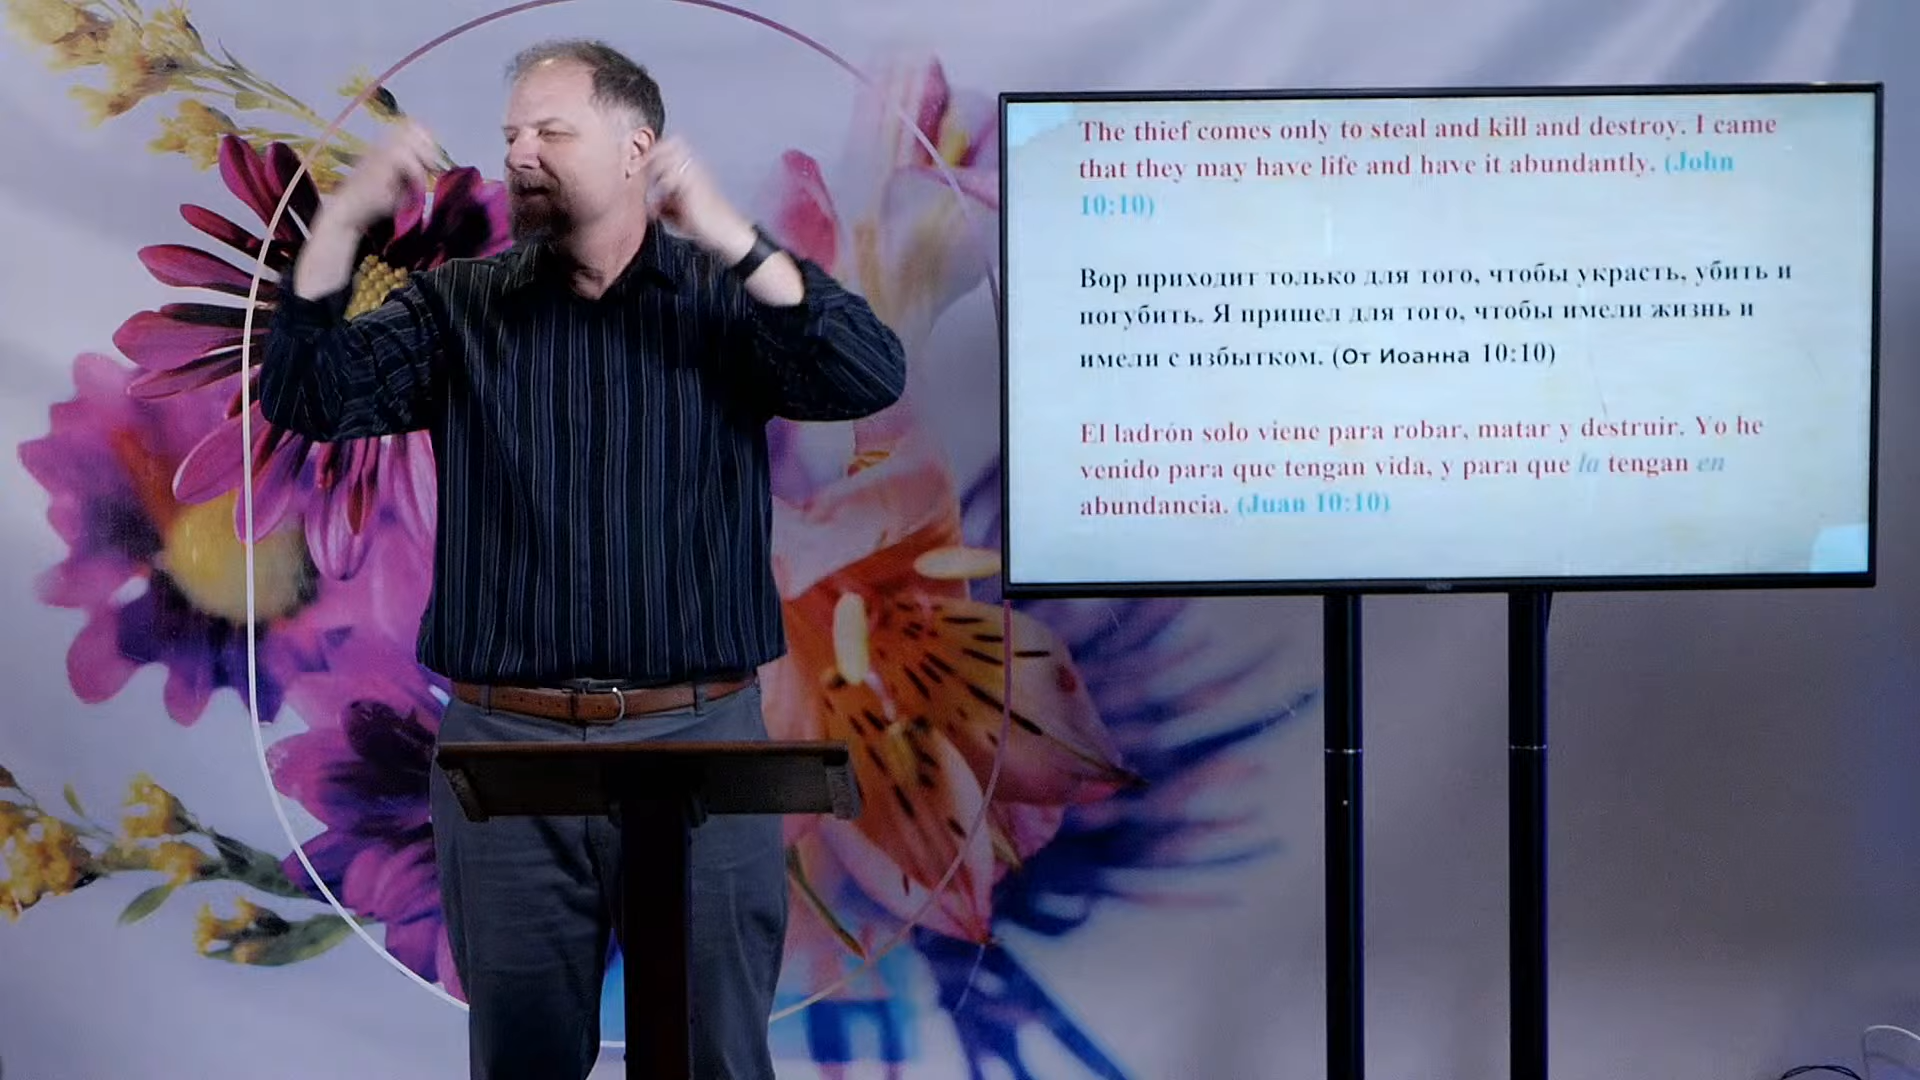 The thief comes only to steal and kill and destroy. I came
that they may have life and have it abundantly. (John
10:10)
Вор приходит только для того, чтобы украсть, убить и
погубить. Я пришел для того, чтобы имели жизнь и
имели с избытком. (От Иоанна 10:10)
El ladrón solo viene para robar, matar y destruir. Yo he
venido para que tengan vida, y para que la tengan en
abundancia. (Juan 10:10)